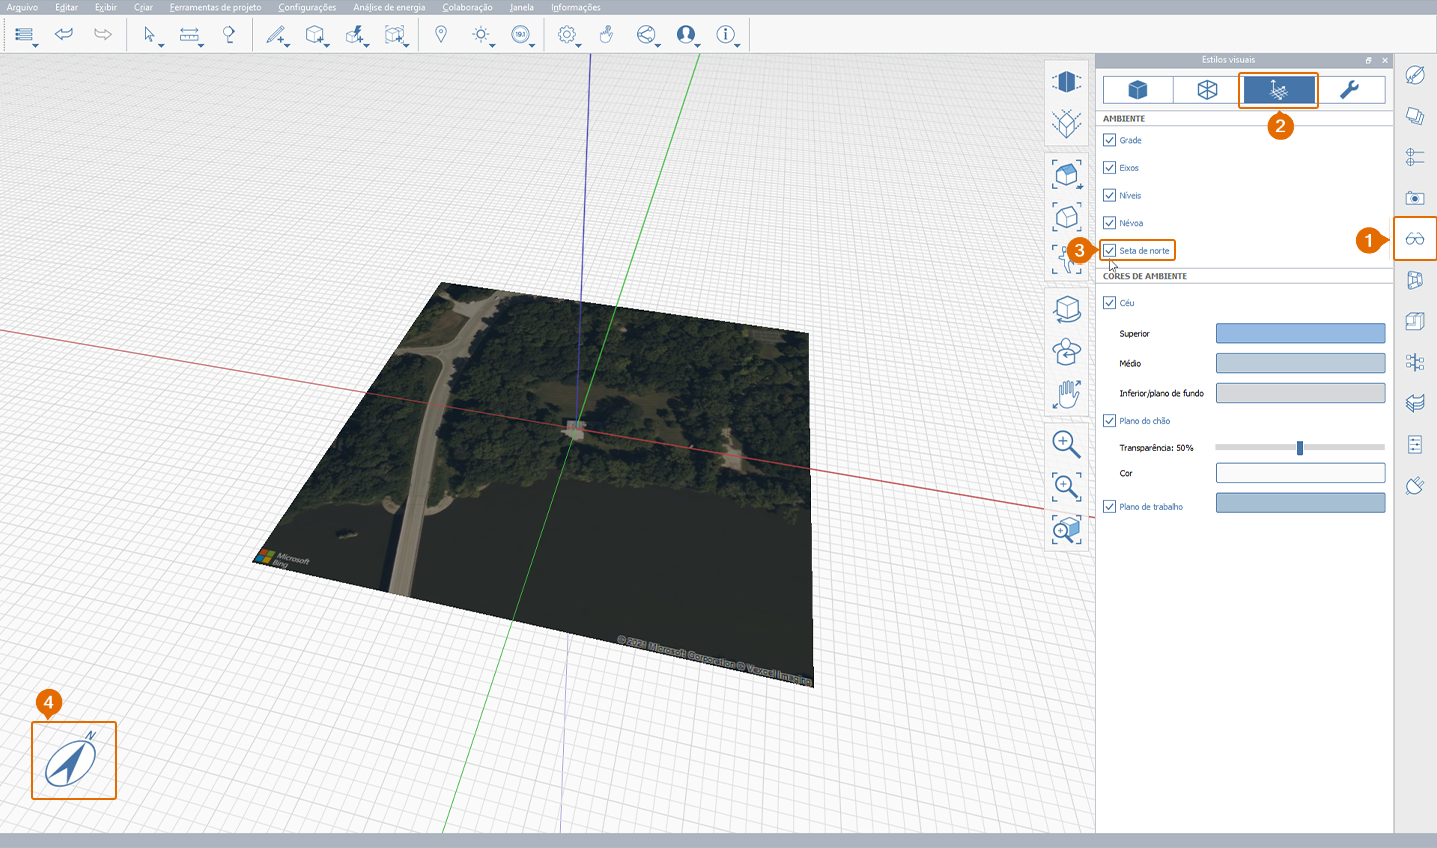 Arquivo Editar Exibir Criar Ferramentas de projeto Configurações Análise de energia Colaboração Janela Informações
19.1
Estilos visuais
2
AMBIENTE
Grade
Eixos
Níveis
Névoa
1
3
Seta de norte
CORES DE AMBIENTE
Céu
Superior
Médio
Inferior/plano de fundo
Plano do chão
Transparência: 50%
Cor
Plano de trabalho
Microsoft
Bing
© 2021 Microsoft Corporation © Vexcel Imaging
4
N